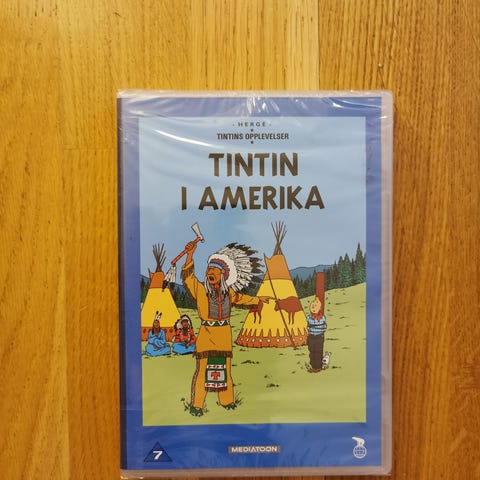 · HERGÉ ·
TINTINS OPPLEVELSER
TINTIN
I AMERIKA
7
MEDIATOON